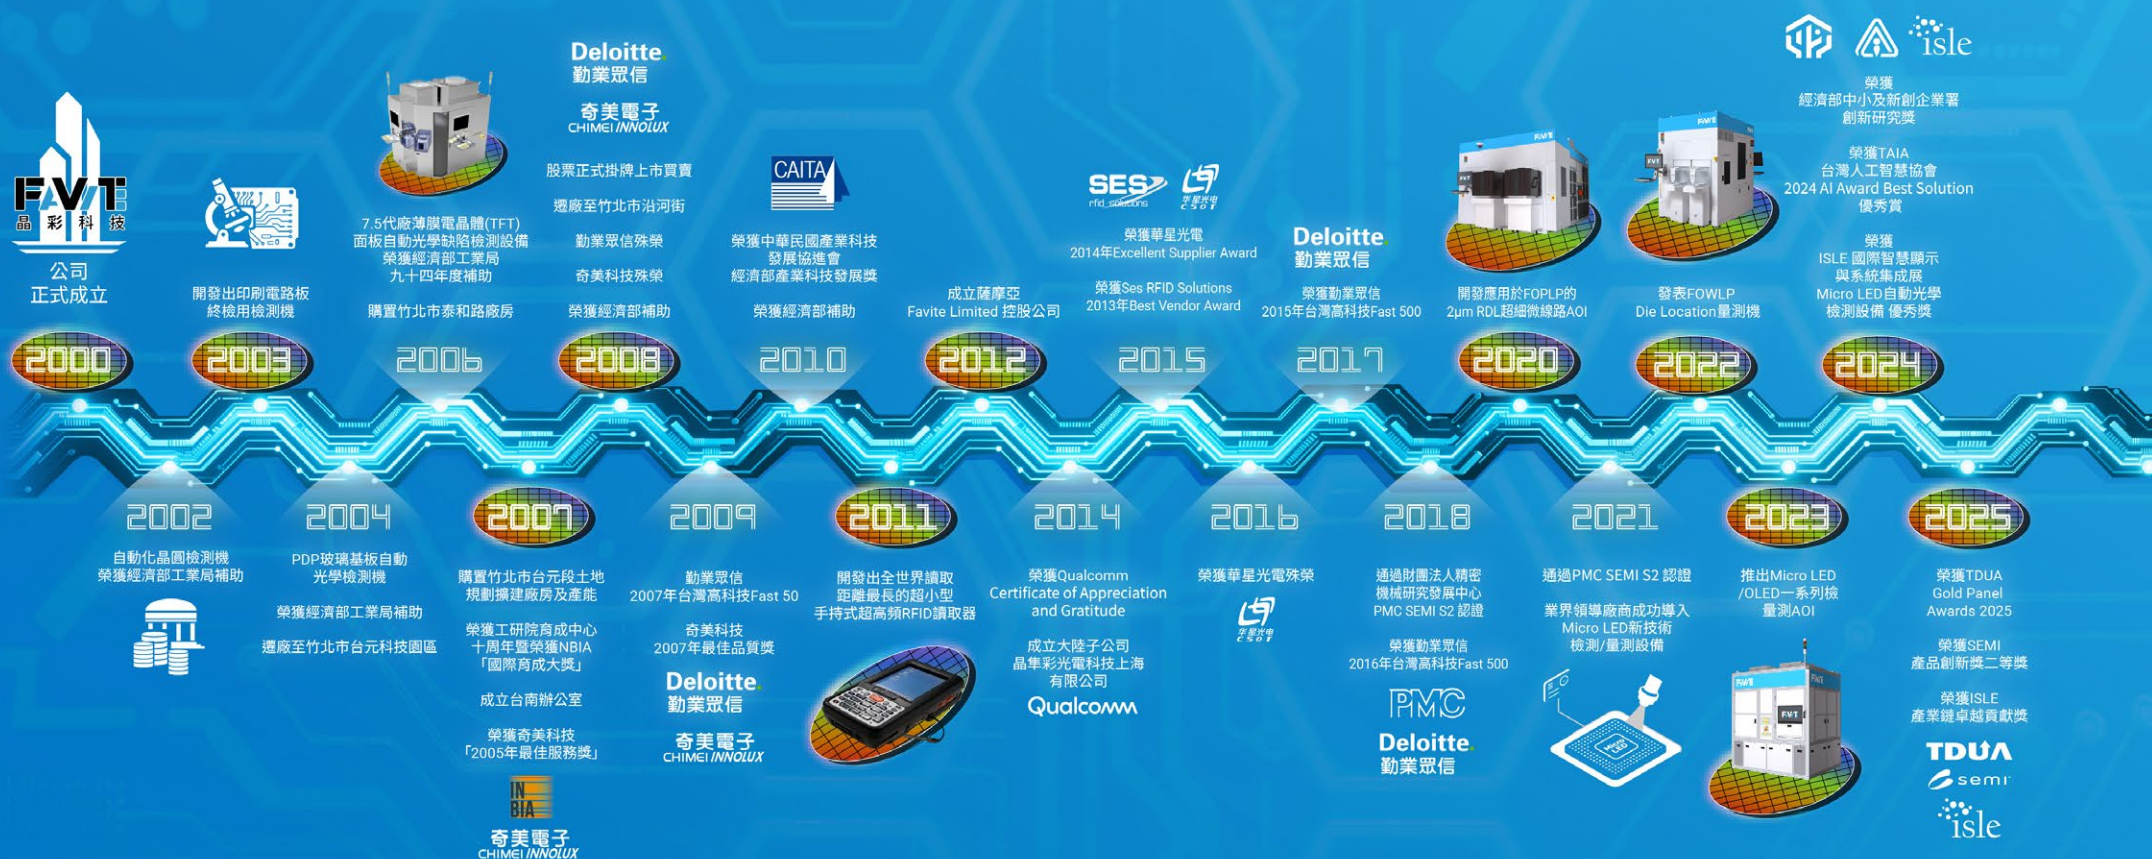 FAVITE
晶彩科技
公司
正式成立
2000
2002
自動化晶圓檢測機
榮獲經濟部工業局補助
開發出印刷電路板
終檢用檢測機
2003
2004
PDP玻璃基板自動
光學檢測機
榮獲經濟部工業局補助
遷廠至竹北市台元科技園區
7.5代廠薄膜電晶體(TFT)
面板自動光學缺陷檢測設備
榮獲經濟部工業局
九十四年度補助
購置竹北市泰和路廠房
2006
2007
購置竹北市台元段土地
規劃擴建廠房及產能
榮獲工研院育成中心
十周年暨榮獲NBIA
「國際育成大獎」
成立台南辦公室
榮獲奇美科技
「2005年最佳服務獎」
IN
BIA
奇美電子
CHIMEI INNOLUX
Deloitte.
勤業眾信
奇美電子
CHIMEI INNOLUX
股票正式掛牌上市買賣
遷廠至竹北市沿河街
勤業眾信殊榮
奇美科技殊榮
榮獲經濟部補助
2008
2009
勤業眾信
2007年台灣高科技Fast 50
奇美科技
2007年最佳品質獎
Deloitte.
勤業眾信
奇美電子
CHIMEI INNOLUX
CAITA
榮獲中華民國產業科技
發展協進會
經濟部產業科技發展獎
榮獲經濟部補助
2010
2011
開發出全世界讀取
距離最長的超小型
手持式超高頻RFID讀取器
成立薩摩亞
Favite Limited 控股公司
2012
2014
榮獲Qualcomm
Certificate of Appreciation
and Gratitude
成立大陸子公司
晶隼彩光電科技上海
有限公司
Qualcomm
SES
rfid solutions
华星光电
CSOT
榮獲華星光電
2014年Excellent Supplier Award
榮獲Ses RFID Solutions
2013年Best Vendor Award
2015
2016
榮獲華星光電殊榮
华星光电
CSOT
Deloitte.
勤業眾信
榮獲勤業眾信
2015年台灣高科技Fast 500
2017
2018
通過財團法人精密
機械研究發展中心
PMC SEMI S2 認證
榮獲勤業眾信
2016年台灣高科技Fast 500
PMC
Deloitte.
勤業眾信
開發應用於FOPLP的
2μm RDL超細微線路AOI
2020
2021
通過PMC SEMI S2 認證
業界領導廠商成功導入
Micro LED新技術
檢測/量測設備
MICRO
LED
發表FOWLP
Die Location量測機
2022
2023
推出Micro LED
/OLED一系列檢
量測AOI
FAVITE
FVT
isle
榮獲
經濟部中小及新創企業署
創新研究獎
榮獲TAIA
台灣人工智慧協會
2024 AI Award Best Solution
優秀賞
榮獲
ISLE 國際智慧顯示
與系統集成展
Micro LED自動光學
檢測設備 優秀獎
2024
2025
榮獲TDUA
Gold Panel
Awards 2025
榮獲SEMI
產品創新獎二等獎
榮獲ISLE
產業鏈卓越貢獻獎
TDUA
semi
isle